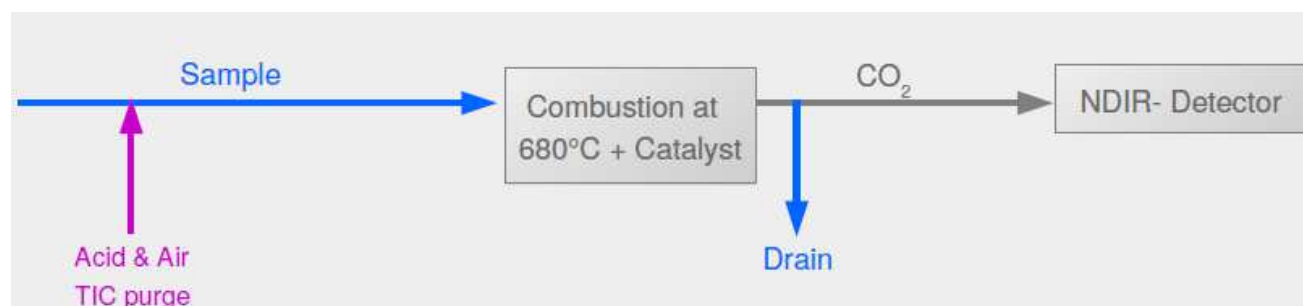 Sample
CO₂
Combustion at
680°C + Catalyst
NDIR- Detector
Acid & Air
TIC purge
Drain